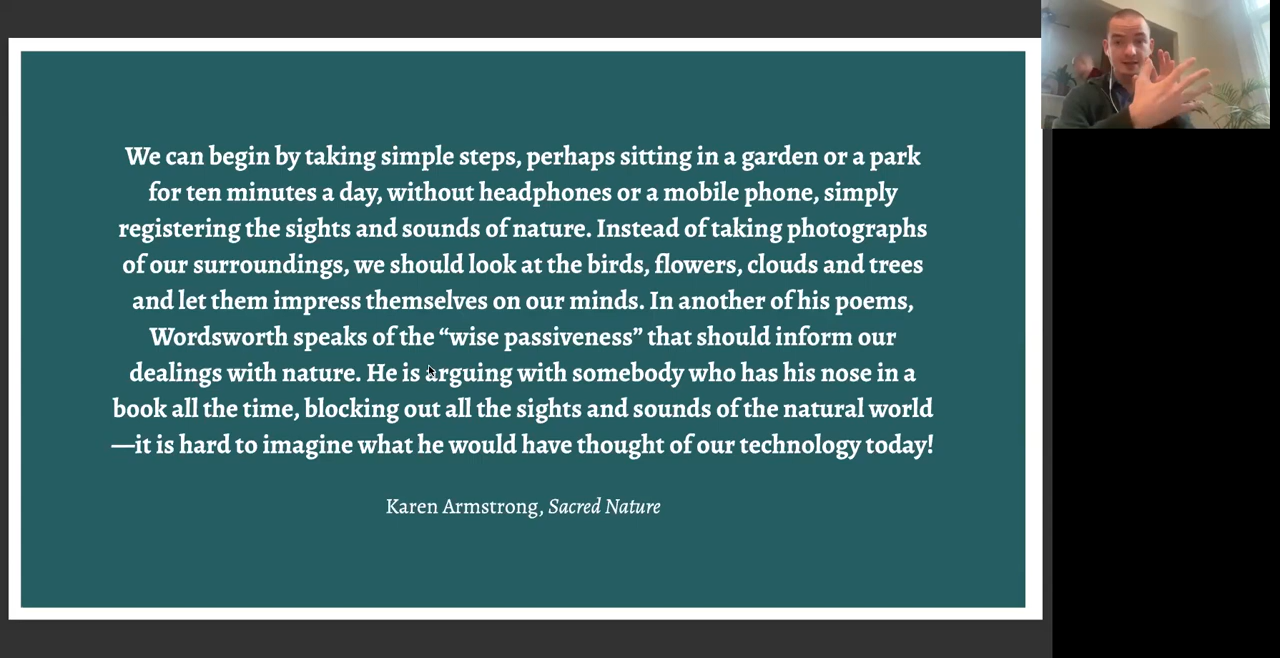 We can begin by taking simple steps, perhaps sitting in a garden or a park
for ten minutes a day, without headphones or a mobile phone, simply
registering the sights and sounds of nature. Instead of taking photographs
of our surroundings, we should look at the birds, flowers, clouds and trees
and let them impress themselves on our minds. In another of his poems,
Wordsworth speaks of the “wise passiveness” that should inform our
dealings with nature. He is arguing with somebody who has his nose in a
book all the time, blocking out all the sights and sounds of the natural world
—it is hard to imagine what he would have thought of our technology today!
Karen Armstrong, Sacred Nature